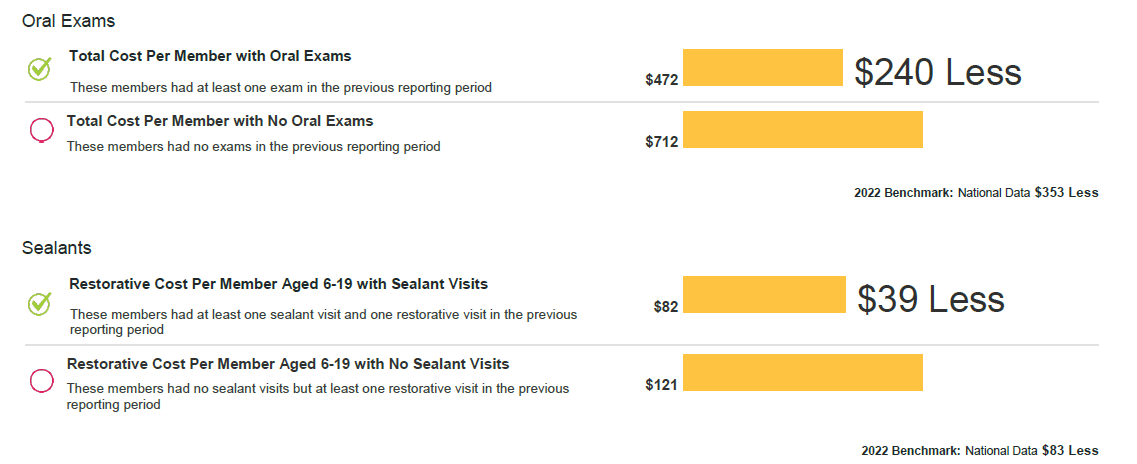 Oral Exams
Total Cost Per Member with Oral Exams
These members had at least one exam in the previous reporting period
$472
$240 Less
Total Cost Per Member with No Oral Exams
These members had no exams in the previous reporting period
$712
2022 Benchmark: National Data $353 Less
Sealants
Restorative Cost Per Member Aged 6-19 with Sealant Visits
These members had at least one sealant visit and one restorative visit in the previous
reporting period
$82
$39 Less
Restorative Cost Per Member Aged 6-19 with No Sealant Visits
These members had no sealant visits but at least one restorative visit in the previous
reporting period
$121
2022 Benchmark: National Data $83 Less